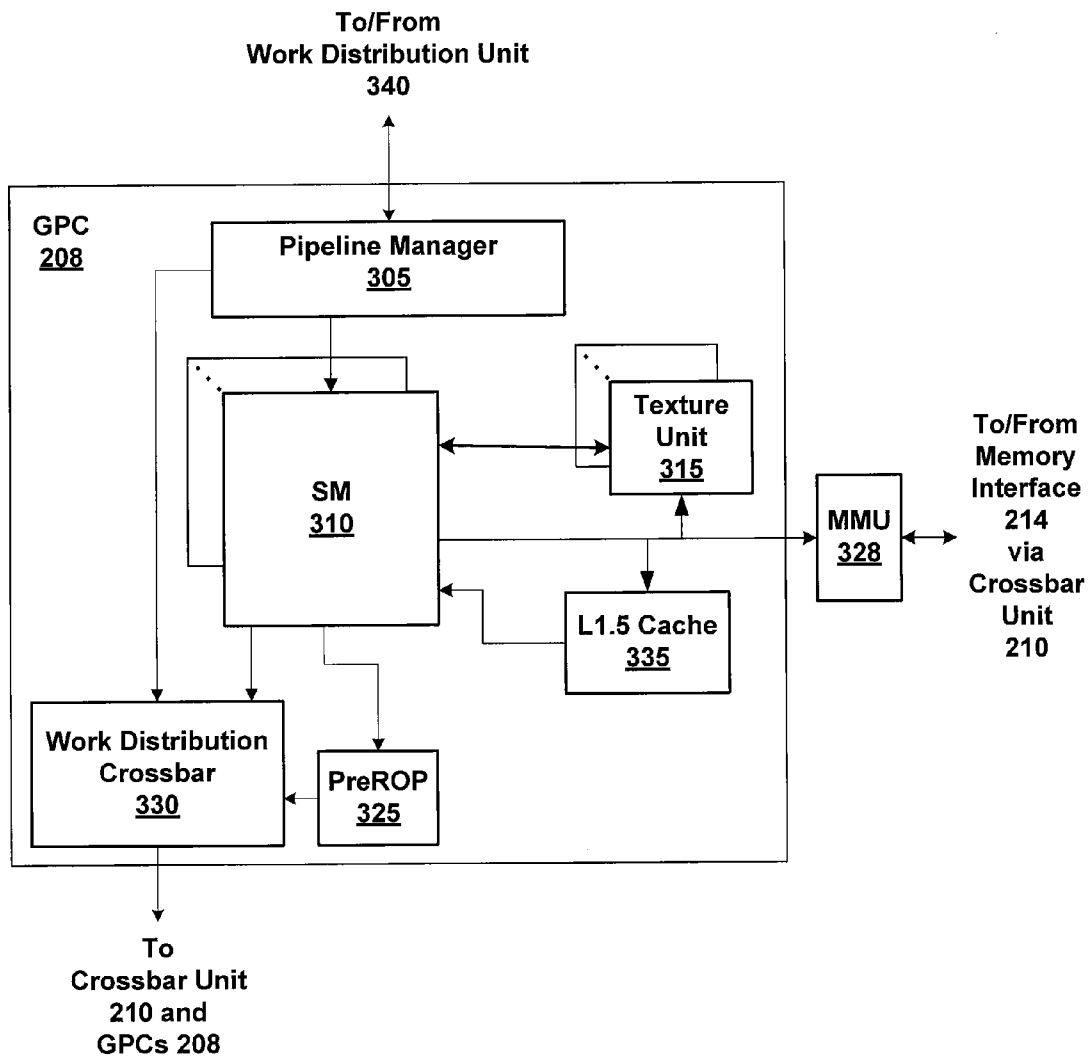 To/From
Work Distribution Unit
340
GPC
208
Pipeline Manager
305
Texture
Unit
315
SM
310
To/From
Memory
Interface
214
via
Crossbar
Unit
210
MMU
328
L1.5 Cache
335
Work Distribution
Crossbar
330
PreROP
325
To
Crossbar Unit
210 and
GPCs 208